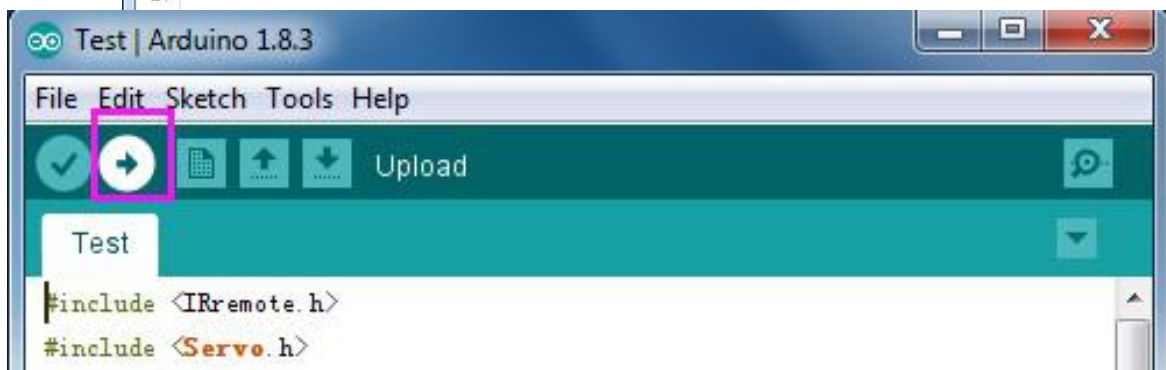 Test | Arduino 1.8.3
File Edit Sketch Tools Help
Upload
Test
#include <IRremote.h>
#include <Servo.h>